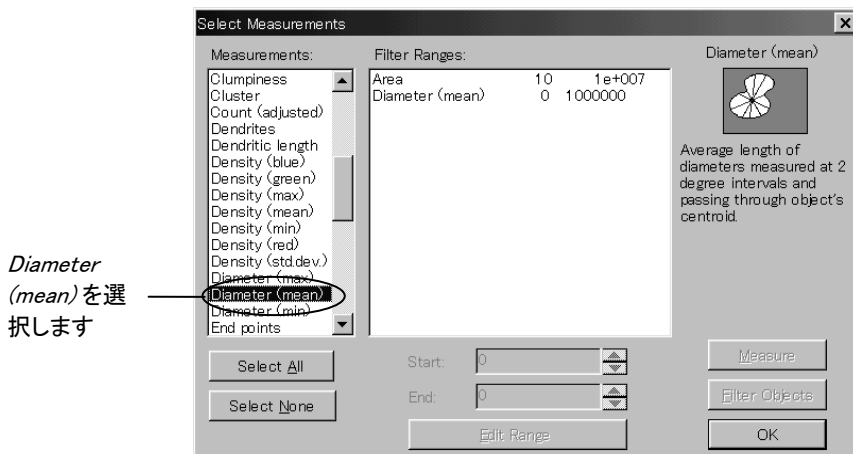 Select Measurements
Measurements:
Clumpiness
Cluster
Count (adjusted)
Dendrites
Dendritic length
Density (blue)
Density (green)
Density (max)
Density (mean)
Density (min)
Density (red)
Density (std.dev.)
Diameter (max)
Diameter (mean)
Diameter (min)
End points
Select All
Select None
Filter Ranges:
Area 10 1e+007
Diameter (mean) 0 1000000
Start: 0
End: 0
Edit Range
Diameter (mean)
Average length of
diameters measured at 2
degree intervals and
passing through object's
centroid.
Measure
Filter Objects
OK
Diameter
(mean)を選
択します